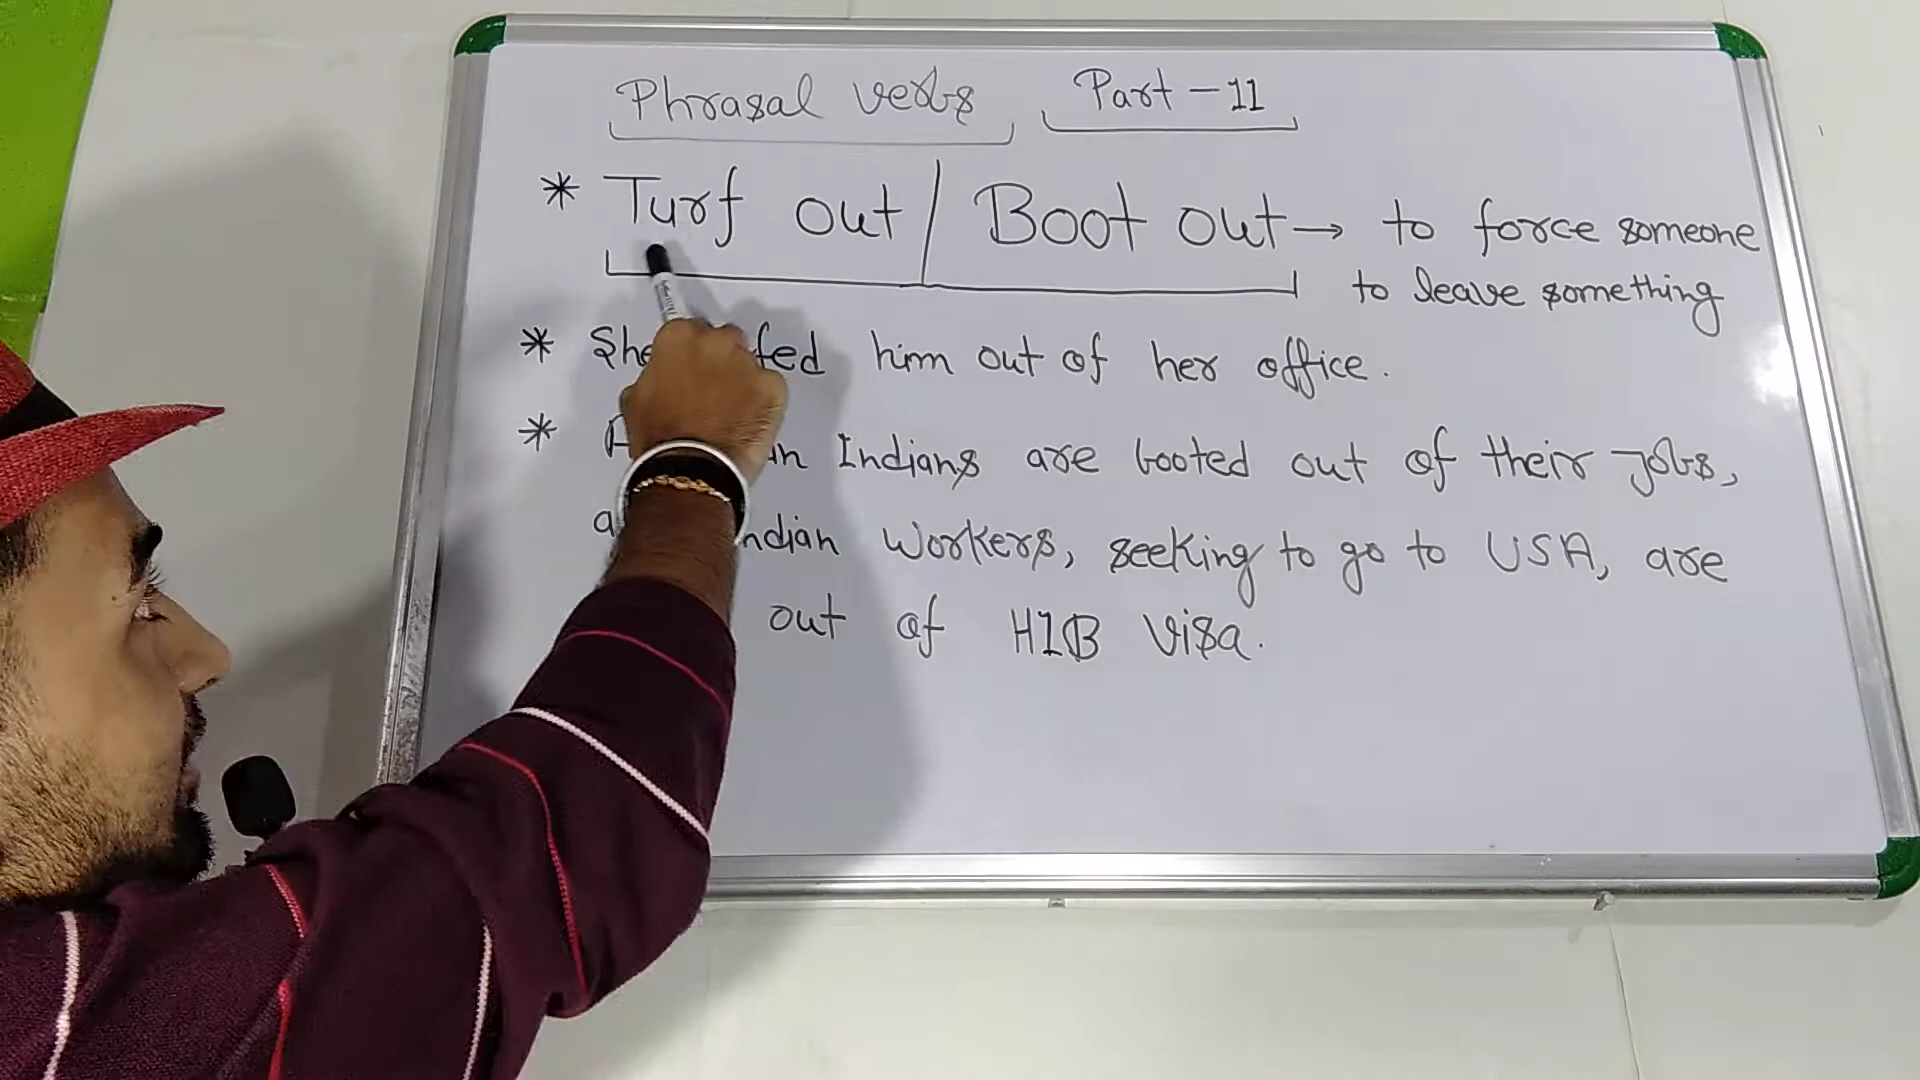 Phrasal verbs Part - 11
* Turf out / Boot out → to force someone
to leave something
* She him out of her office.
* Indians are booted out of their jobs,
workers, seeking to go to USA, are
out of H1B visa.